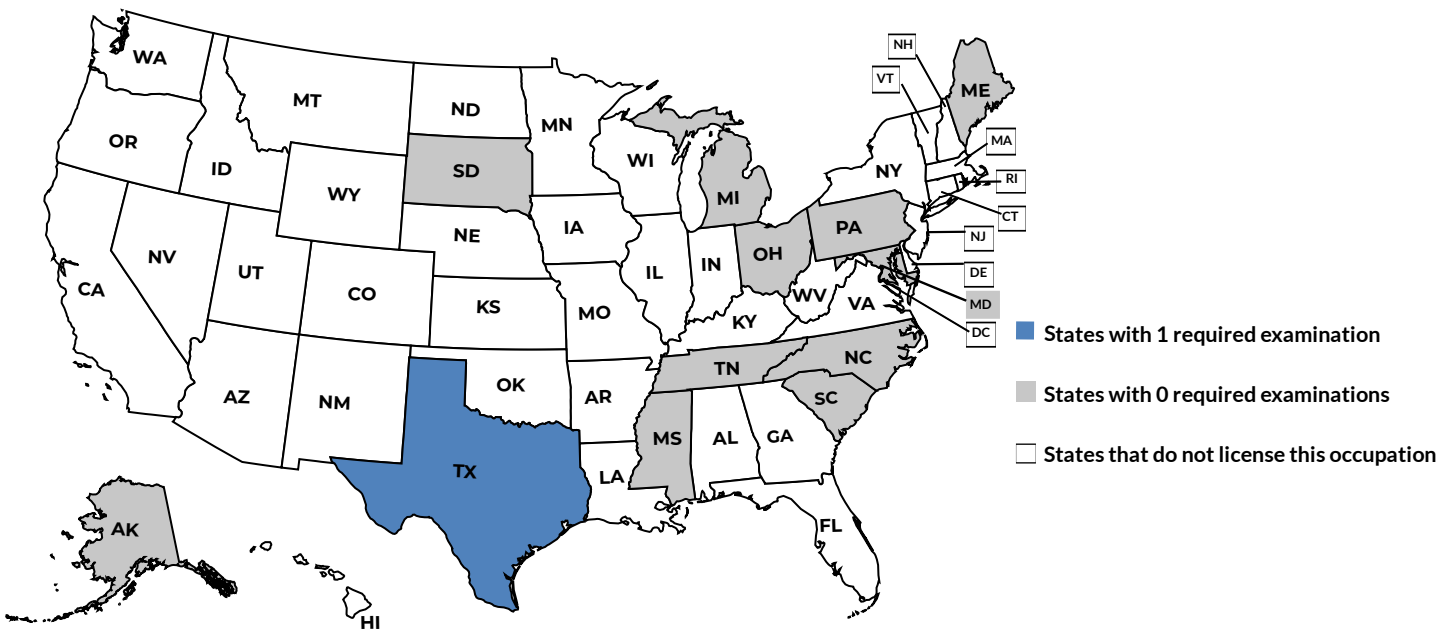 WA
MT
ND
MN
OR
ID
SD
WI
WY
MI
NH
VT
ME
MA
NY
RI
CT
NJ
DE
MD
DC
NE
IA
PA
OH
NV
UT
CO
IL
IN
WV
VA
CA
KS
MO
KY
AZ
NM
OK
AR
TN
NC
SC
MS
AL
GA
TX
LA
FL
AK
HI
States with 1 required examination
States with 0 required examinations
States that do not license this occupation